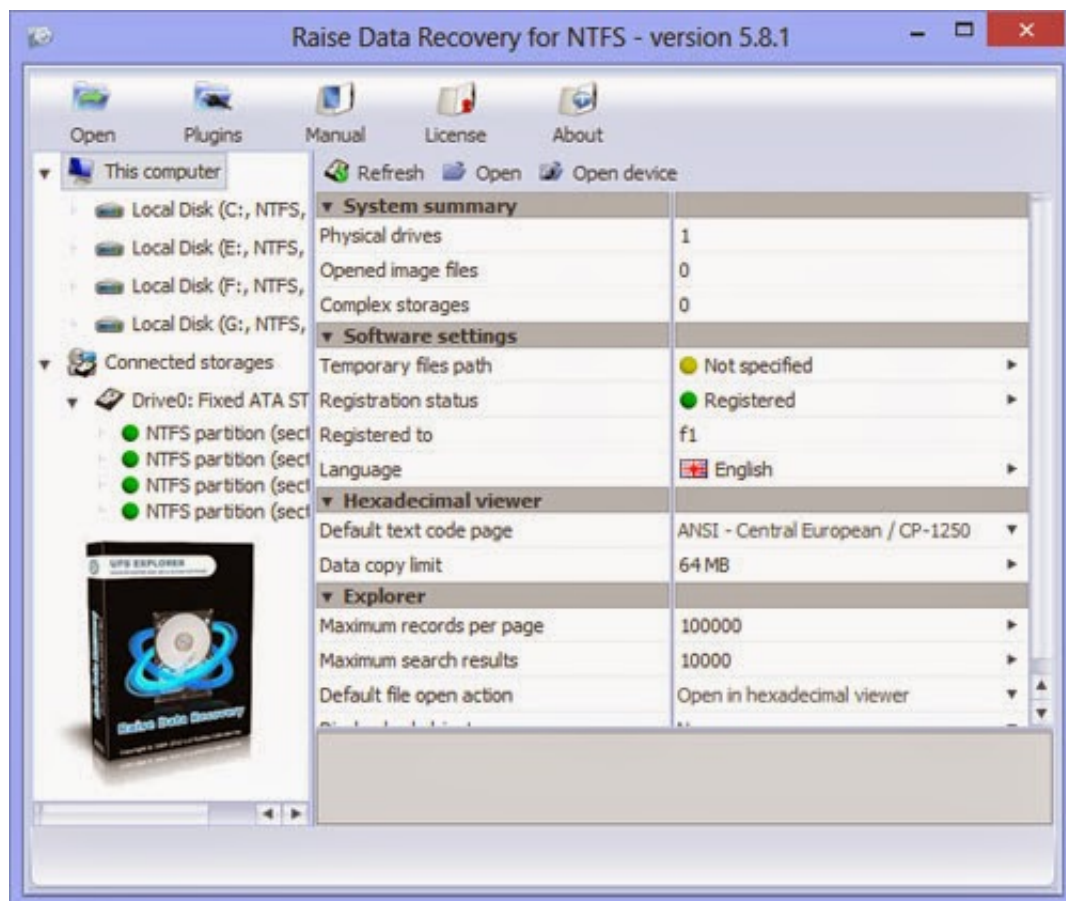 Raise Data Recovery for NTFS - version 5.8.1
Open Plugins Manual License About
This computer
Local Disk (C:, NTFS,
Local Disk (E:, NTFS,
Local Disk (F:, NTFS,
Local Disk (G:, NTFS,
Connected storages
Drive0: Fixed ATA ST
NTFS partition (sect
NTFS partition (sect
NTFS partition (sect
NTFS partition (sect
UFS EXPLORER
Raise Data Recovery
Refresh Open Open device
System summary
Physical drives 1
Opened image files 0
Complex storages 0
Software settings
Temporary files path Not specified
Registration status Registered
Registered to f1
Language English
Hexadecimal viewer
Default text code page ANSI - Central European / CP-1250
Data copy limit 64 MB
Explorer
Maximum records per page 100000
Maximum search results 10000
Default file open action Open in hexadecimal viewer